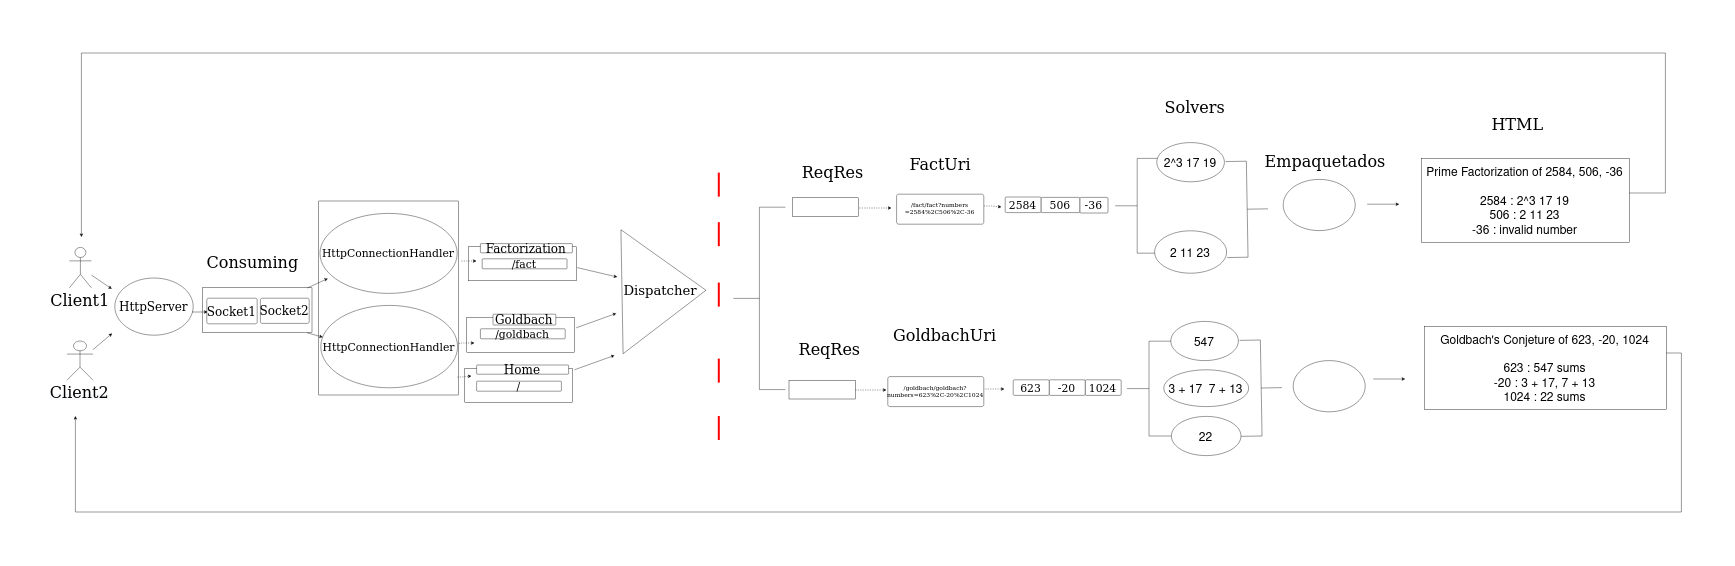 Client1
Client2
HttpServer
Consuming
Socket1
Socket2
HttpConnectionHandler
HttpConnectionHandler
Factorization
/fact
Goldbach
/goldbach
Home
/
Dispatcher
ReqRes
FactUri
/fact/fact?numbers
=2584%2C506%2C-36
2584
506
-36
Solvers
2^3 17 19
2 11 23
Empaquetados
HTML
Prime Factorization of 2584, 506, -36
2584 : 2^3 17 19
506 : 2 11 23
-36 : invalid number
ReqRes
GoldbachUri
/goldbach/goldbach?
numbers=623%2C-20%2C1024
623
-20
1024
547
3 + 17 7 + 13
22
Goldbach's Conjeture of 623, -20, 1024
623 : 547 sums
-20 : 3 + 17, 7 + 13
1024 : 22 sums